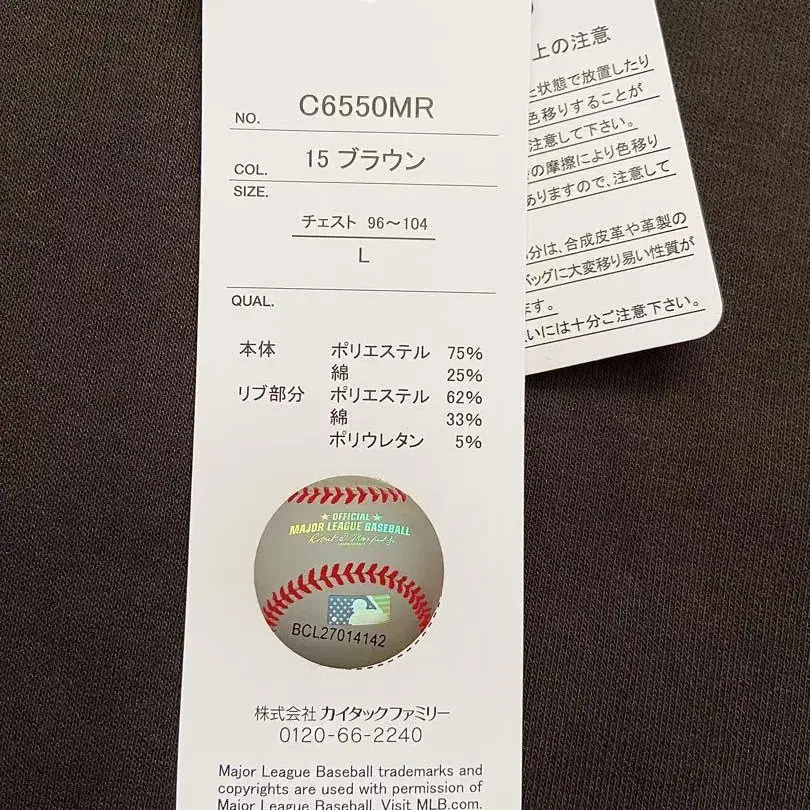 NO. C6550MR
COL. 15 ブラウン
SIZE.
チェスト 96～104
L
QUAL.
本体 ポリエステル 75%
綿 25%
リブ部分 ポリエステル 62%
綿 33%
ポリウレタン 5%
OFFICIAL
MAJOR LEAGUE BASEBALL
BCL27014142
株式会社 カイタックファミリー
0120-66-2240
Major League Baseball trademarks and
copyrights are used with permission of
Major League Baseball. Visit MLB.com.
上の注意
状態で放置したり
色移りすることが
注意して下さい。
の摩擦により色移り
ありますので、注意して
分は、合成皮革や革製の
バッグに大変移り易い性質が
ます。
いには十分ご注意下さい。